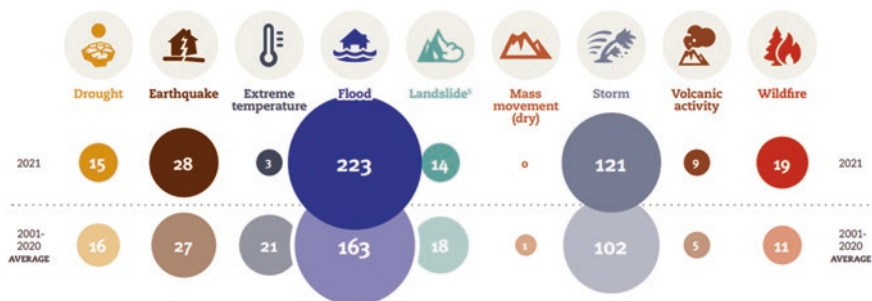 Drought Earthquake Extreme temperature Flood Landslide⁵ Mass movement (dry) Storm Volcanic activity Wildfire
2021 15 28 3 223 14 0 121 9 19 2021
2001-2020 AVERAGE 16 27 21 163 18 1 102 5 11 2001-2020 AVERAGE